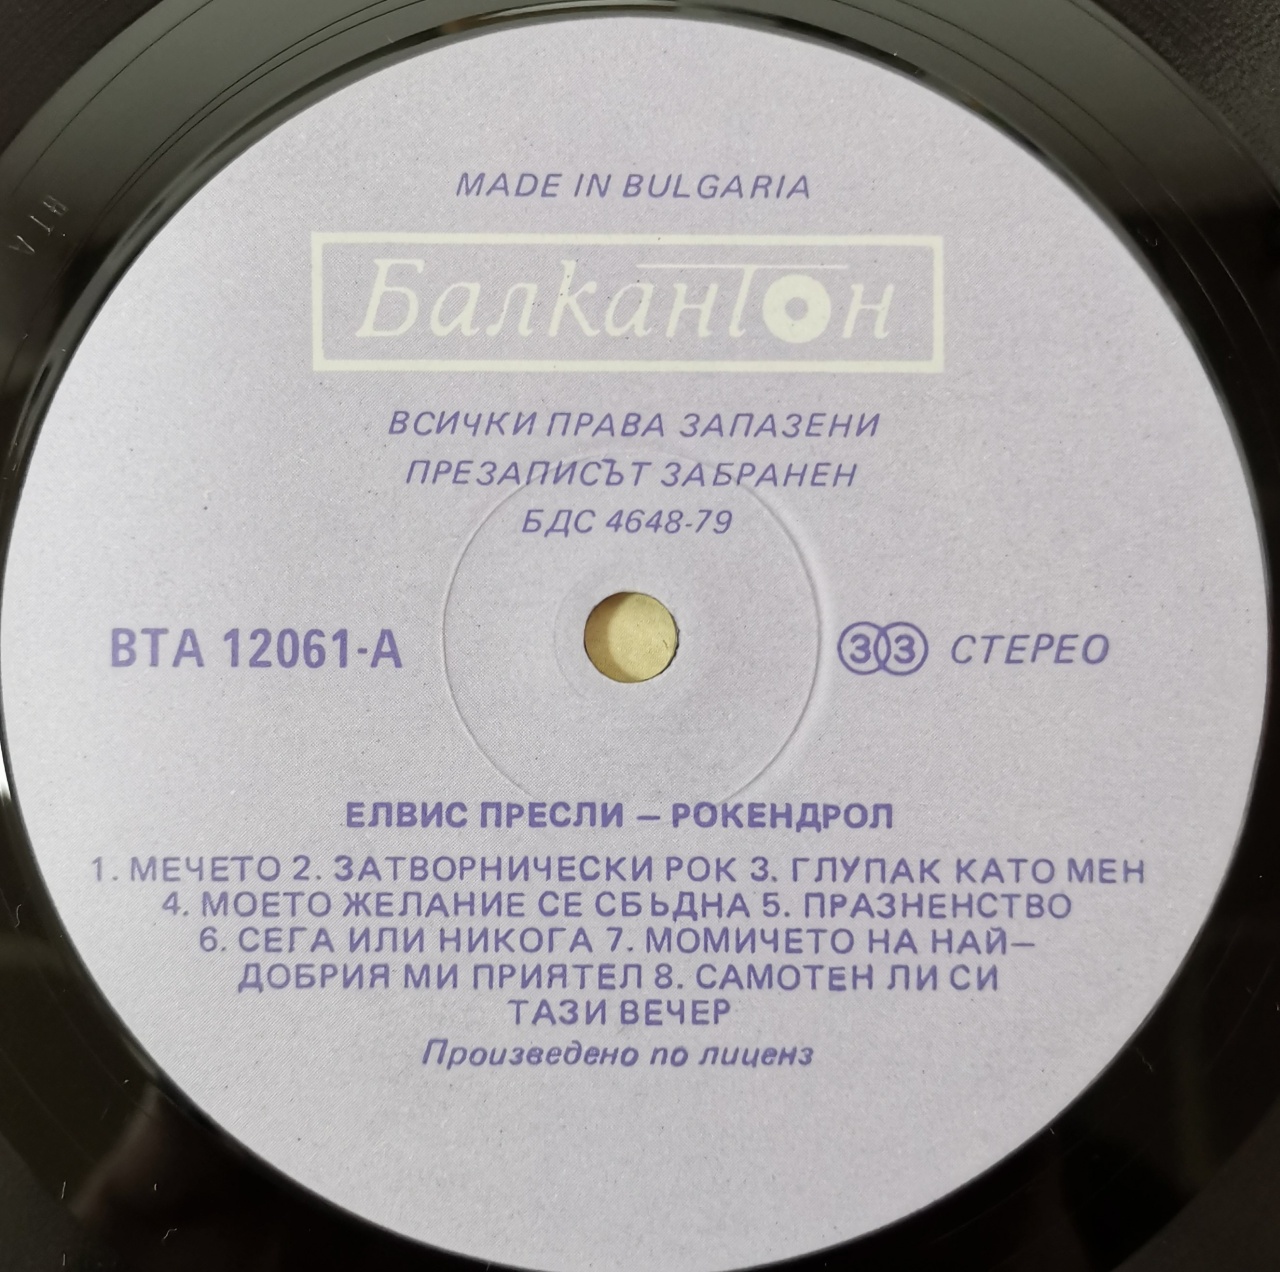 MADE IN BULGARIA
Балкантон
ВСИЧКИ ПРАВА ЗАПАЗЕНИ
ПРЕЗАПИСЪТ ЗАБРАНЕН
БДС 4648-79
ВТА 12061-А
33 СТЕРЕО
ЕЛВИС ПРЕСЛИ – РОКЕНДРОЛ
1. МЕЧЕТО 2. ЗАТВОРНИЧЕСКИ РОК 3. ГЛУПАК КАТО МЕН
4. МОЕТО ЖЕЛАНИЕ СЕ СБЬДНА 5. ПРАЗНЕНСТВО
6. СЕГА ИЛИ НИКОГА 7. МОМИЧЕТО НА НАЙ–
ДОБРИЯ МИ ПРИЯТЕЛ 8. САМОТЕН ЛИ СИ
ТАЗИ ВЕЧЕР
Произведено по лиценз